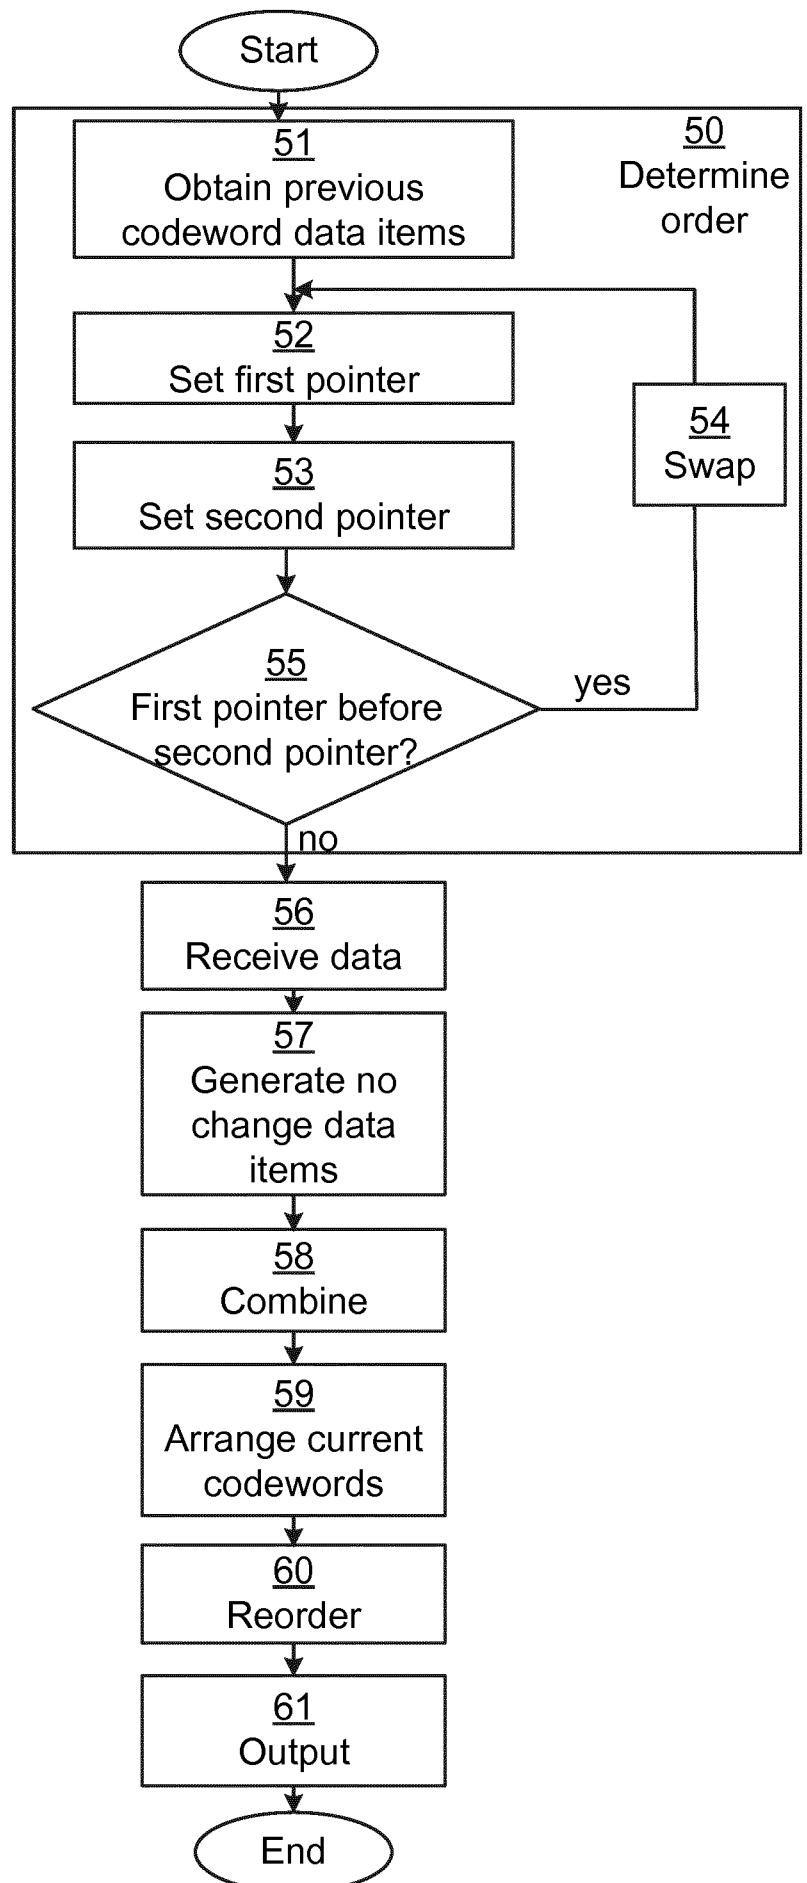 Start
50
Determine
order
51
Obtain previous
codeword data items
52
Set first pointer
54
Swap
53
Set second pointer
55
First pointer before
second pointer?
yes
no
56
Receive data
57
Generate no
change data
items
58
Combine
59
Arrange current
codewords
60
Reorder
61
Output
End